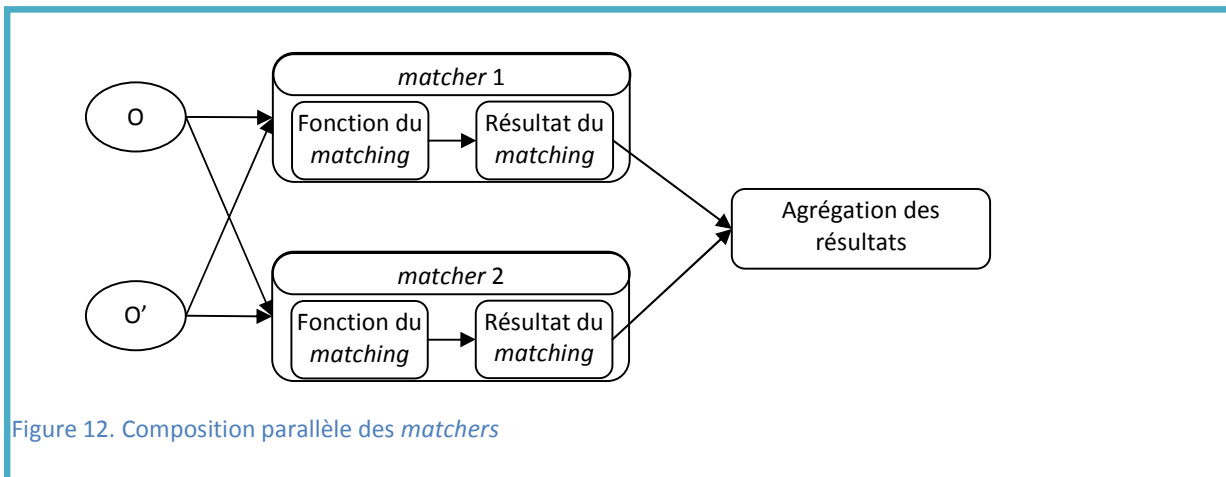 matcher 1
O
Fonction du
matching
Résultat du
matching
Agrégation des
résultats
matcher 2
O’
Fonction du
matching
Résultat du
matching
Figure 12. Composition parallèle des matchers